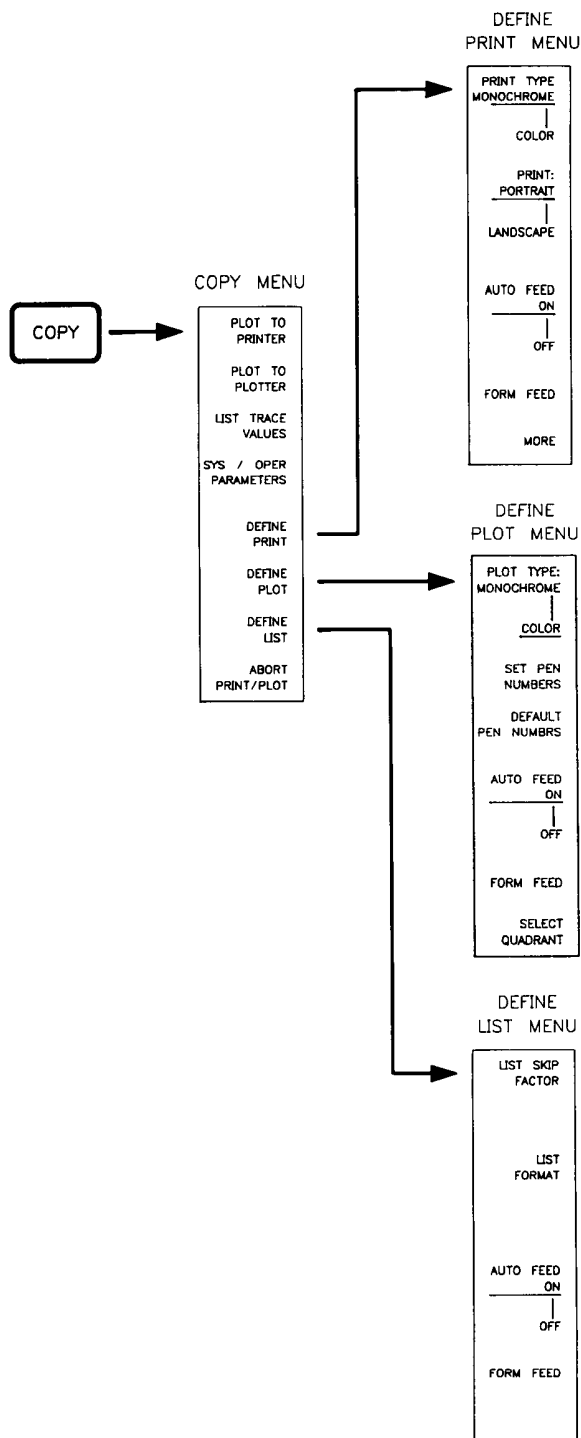 COPY
COPY MENU
PLOT TO
PRINTER
PLOT TO
PLOTTER
LIST TRACE
VALUES
SYS / OPER
PARAMETERS
DEFINE
PRINT
DEFINE
PLOT
DEFINE
LIST
ABORT
PRINT/PLOT
DEFINE
PRINT MENU
PRINT TYPE
MONOCHROME
COLOR
PRINT:
PORTRAIT
LANDSCAPE
AUTO FEED
ON
OFF
FORM FEED
MORE
DEFINE
PLOT MENU
PLOT TYPE:
MONOCHROME
COLOR
SET PEN
NUMBERS
DEFAULT
PEN NUMBRS
AUTO FEED
ON
OFF
FORM FEED
SELECT
QUADRANT
DEFINE
LIST MENU
LIST SKIP
FACTOR
LIST
FORMAT
AUTO FEED
ON
OFF
FORM FEED